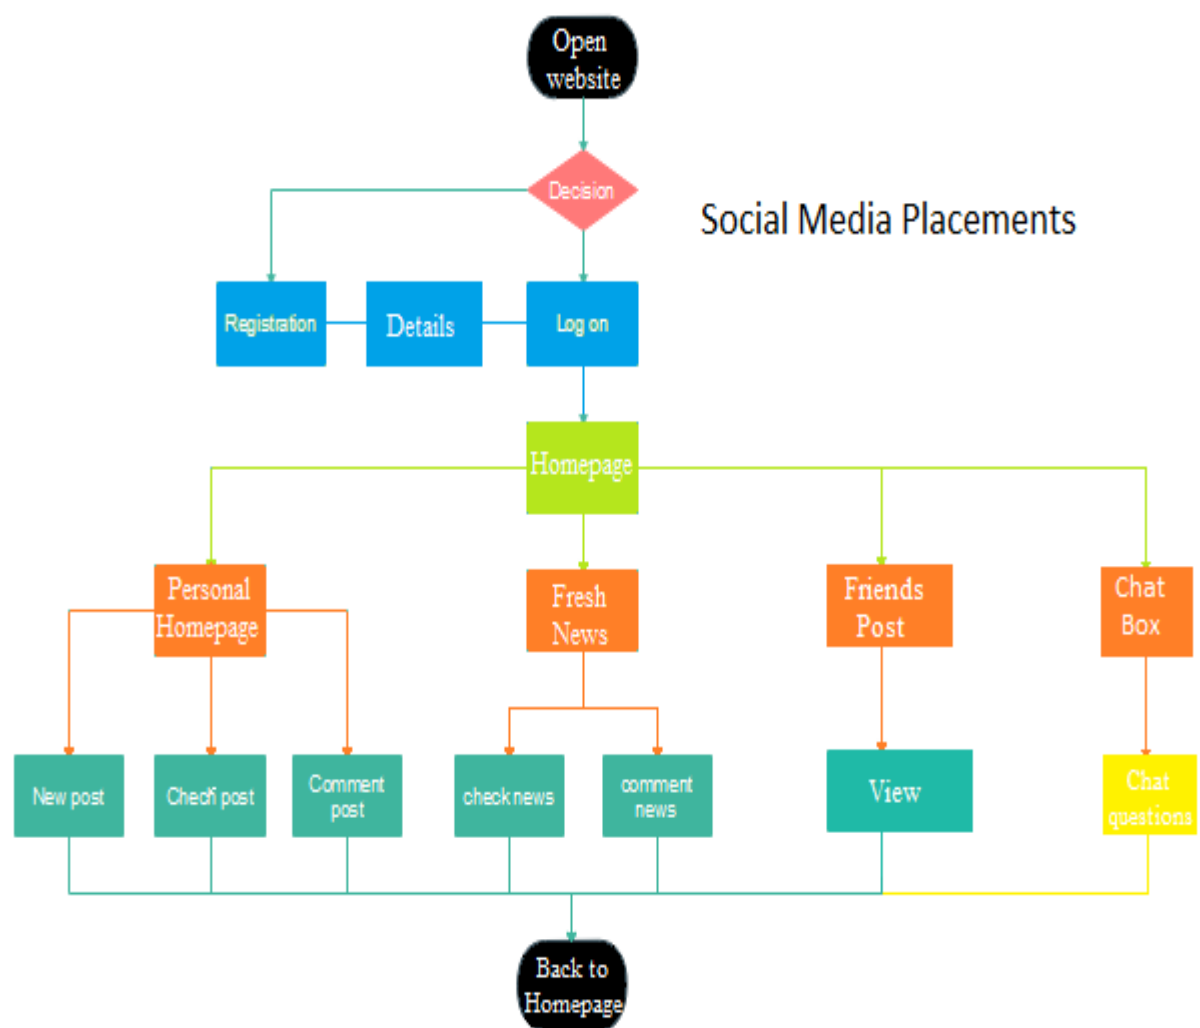 Open
website
Decision
Social Media Placements
Registration
Details
Log on
Homepage
Personal
Homepage
Fresh
News
Friends
Post
Chat
Box
New post
Check post
Comment
post
check news
comment
news
View
Chat
questions
Back to
Homepage